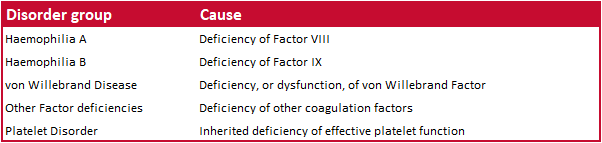 Disorder group Cause
Haemophilia A Deficiency of Factor VIII
Haemophilia B Deficiency of Factor IX
von Willebrand Disease Deficiency, or dysfunction, of von Willebrand Factor
Other Factor deficiencies Deficiency of other coagulation factors
Platelet Disorder Inherited deficiency of effective platelet function